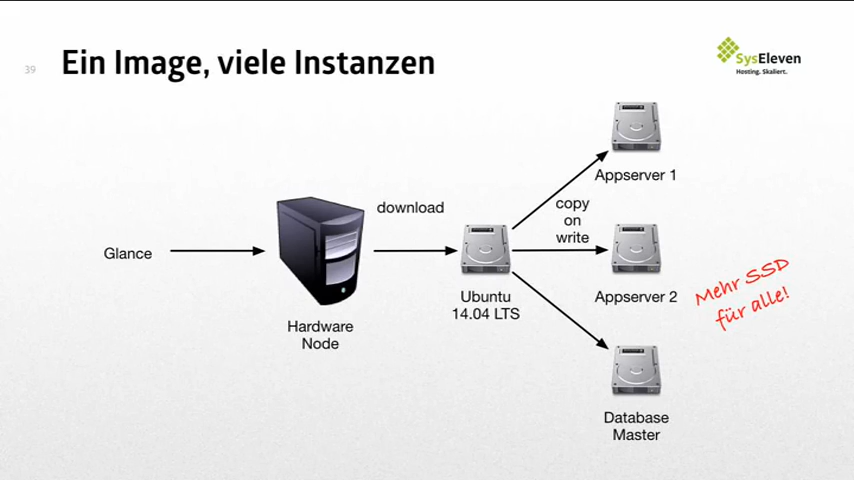 39
Ein Image, viele Instanzen
SysEleven
Hosting. Skaliert.
Appserver 1
download
copy
on
write
Glance
Ubuntu
14.04 LTS
Appserver 2
Mehr SSD
für alle!
Hardware
Node
Database
Master